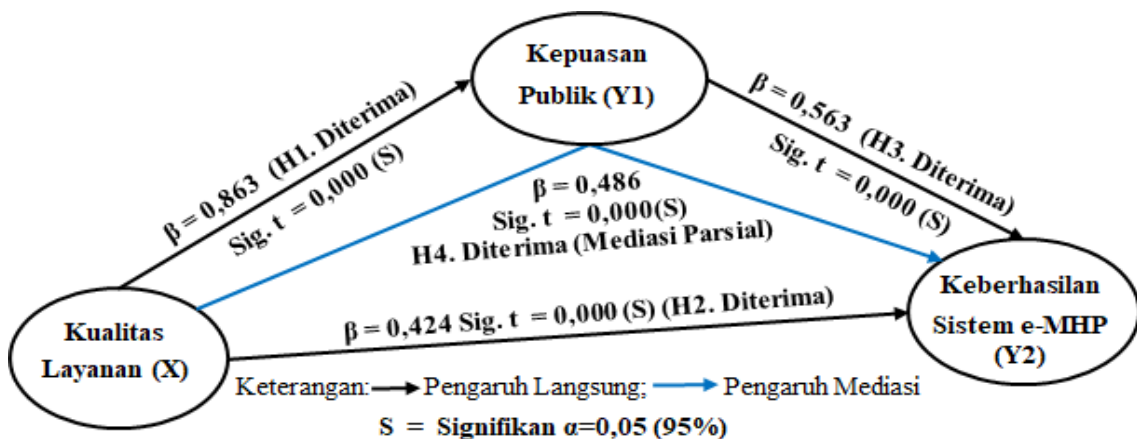 Kepuasan
Publik (Y1)
β = 0,863 (H1. Diterima)
Sig. t = 0,000 (S)
β = 0,563 (H3. Diterima)
Sig. t = 0,000 (S)
β = 0,486
Sig. t = 0,000(S)
H4. Diterima (Mediasi Parsial)
Kualitas
Layanan (X)
β = 0,424 Sig. t = 0,000 (S) (H2. Diterima)
Keberhasilan
Sistem e-MHP
(Y2)
Keterangan: Pengaruh Langsung; Pengaruh Mediasi
S = Signifikan α=0,05 (95%)